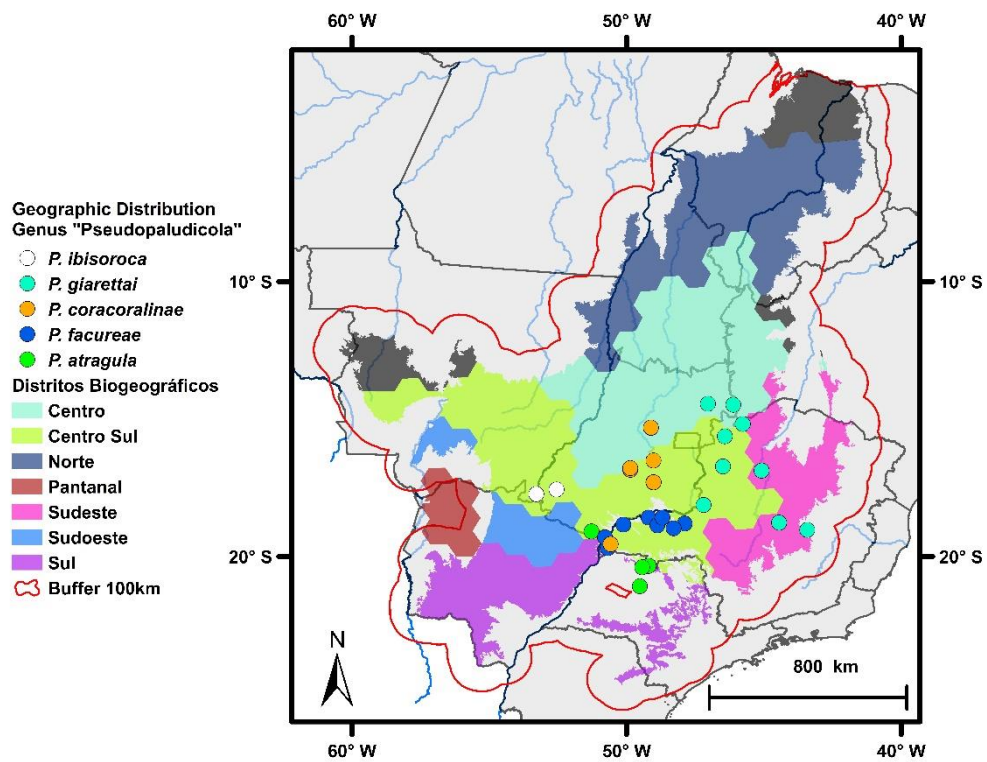 60° W 50° W 40° W
Geographic Distribution
Genus "Pseudopaludicola"
P. ibisoroca
P. giarettai
P. coracoralinae
P. facureae
P. atragula
Distritos Biogeográficos
Centro
Centro Sul
Norte
Pantanal
Sudeste
Sudoeste
Sul
Buffer 100km
10° S 10° S
20° S 20° S
N
800 km
60° W 50° W 40° W